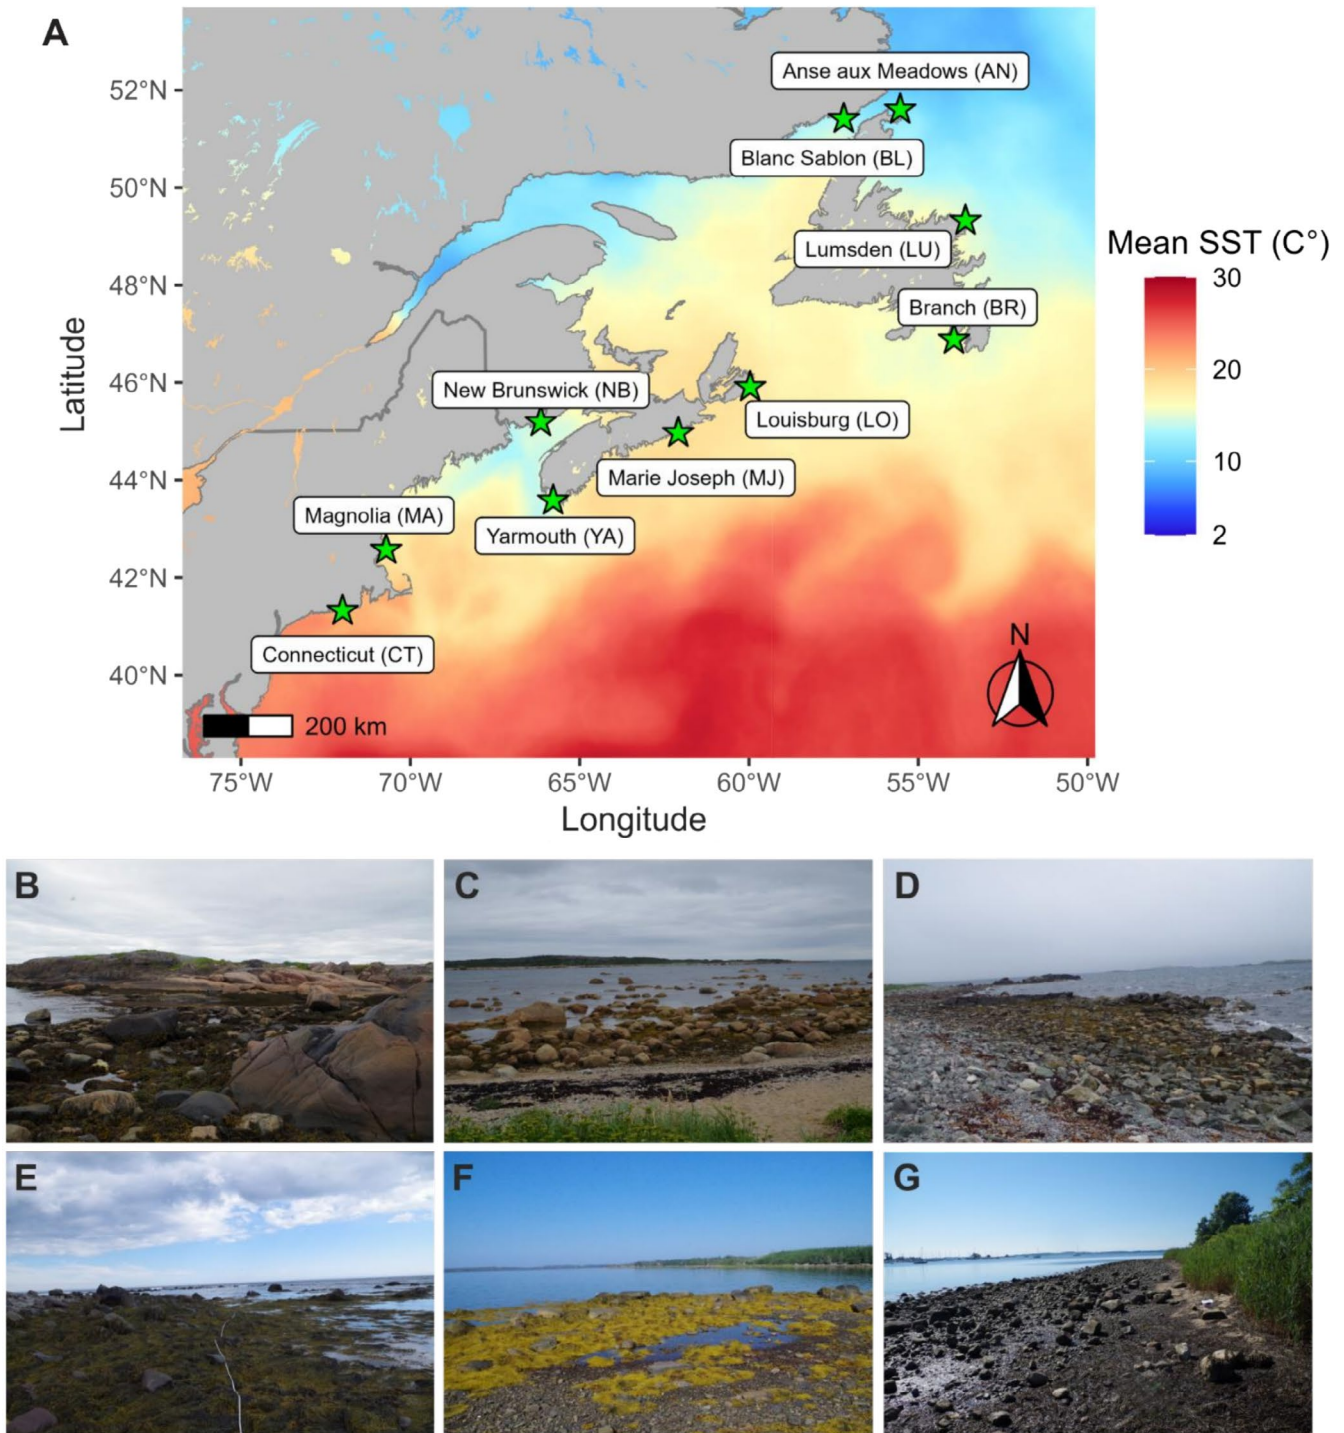 A
52°N
50°N
48°N
46°N
44°N
42°N
40°N
Latitude
Anse aux Meadows (AN)
Blanc Sablon (BL)
Lumsden (LU)
Branch (BR)
New Brunswick (NB)
Louisburg (LO)
Marie Joseph (MJ)
Magnolia (MA)
Yarmouth (YA)
Connecticut (CT)
N
200 km
75°W
70°W
65°W
60°W
55°W
50°W
Longitude
Mean SST (C°)
30
20
10
2
B
C
D
E
F
G